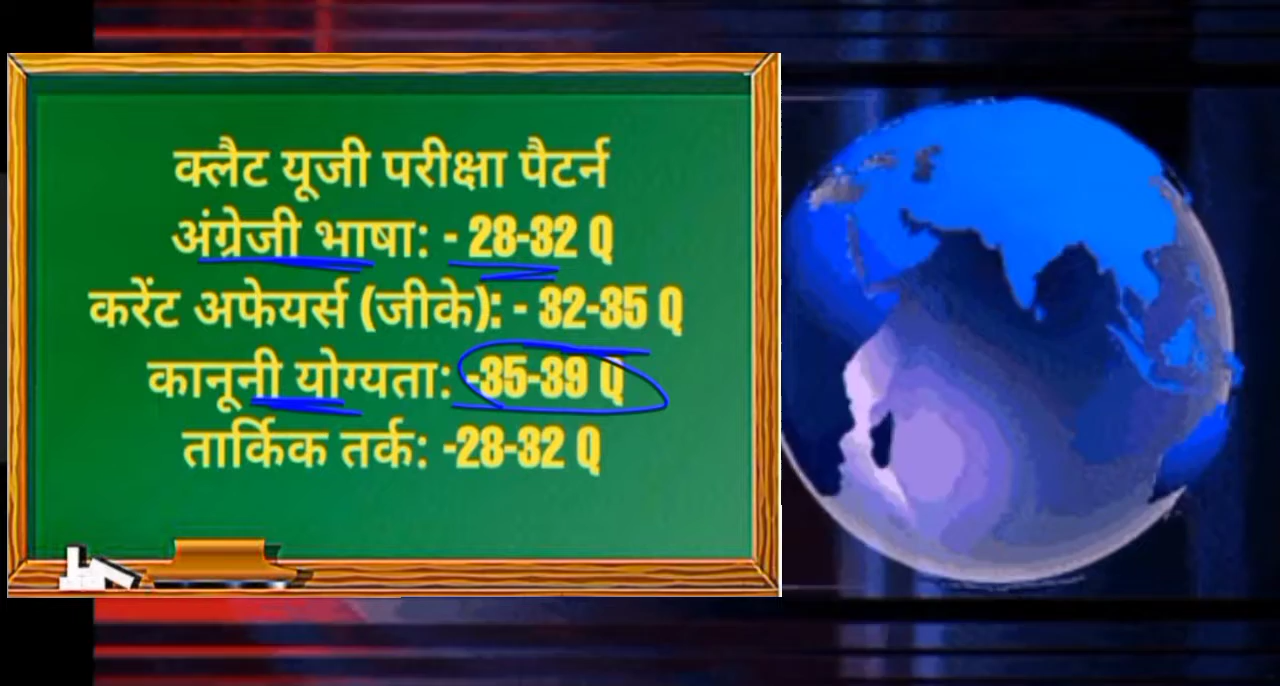 क्लैट यूजी परीक्षा पैटर्न
अंग्रेजी भाषा: - 28-32 Q
करेंट अफेयर्स (जीके): - 32-35 Q
कानूनी योग्यता: -35-39 Q
तार्किक तर्क: -28-32 Q